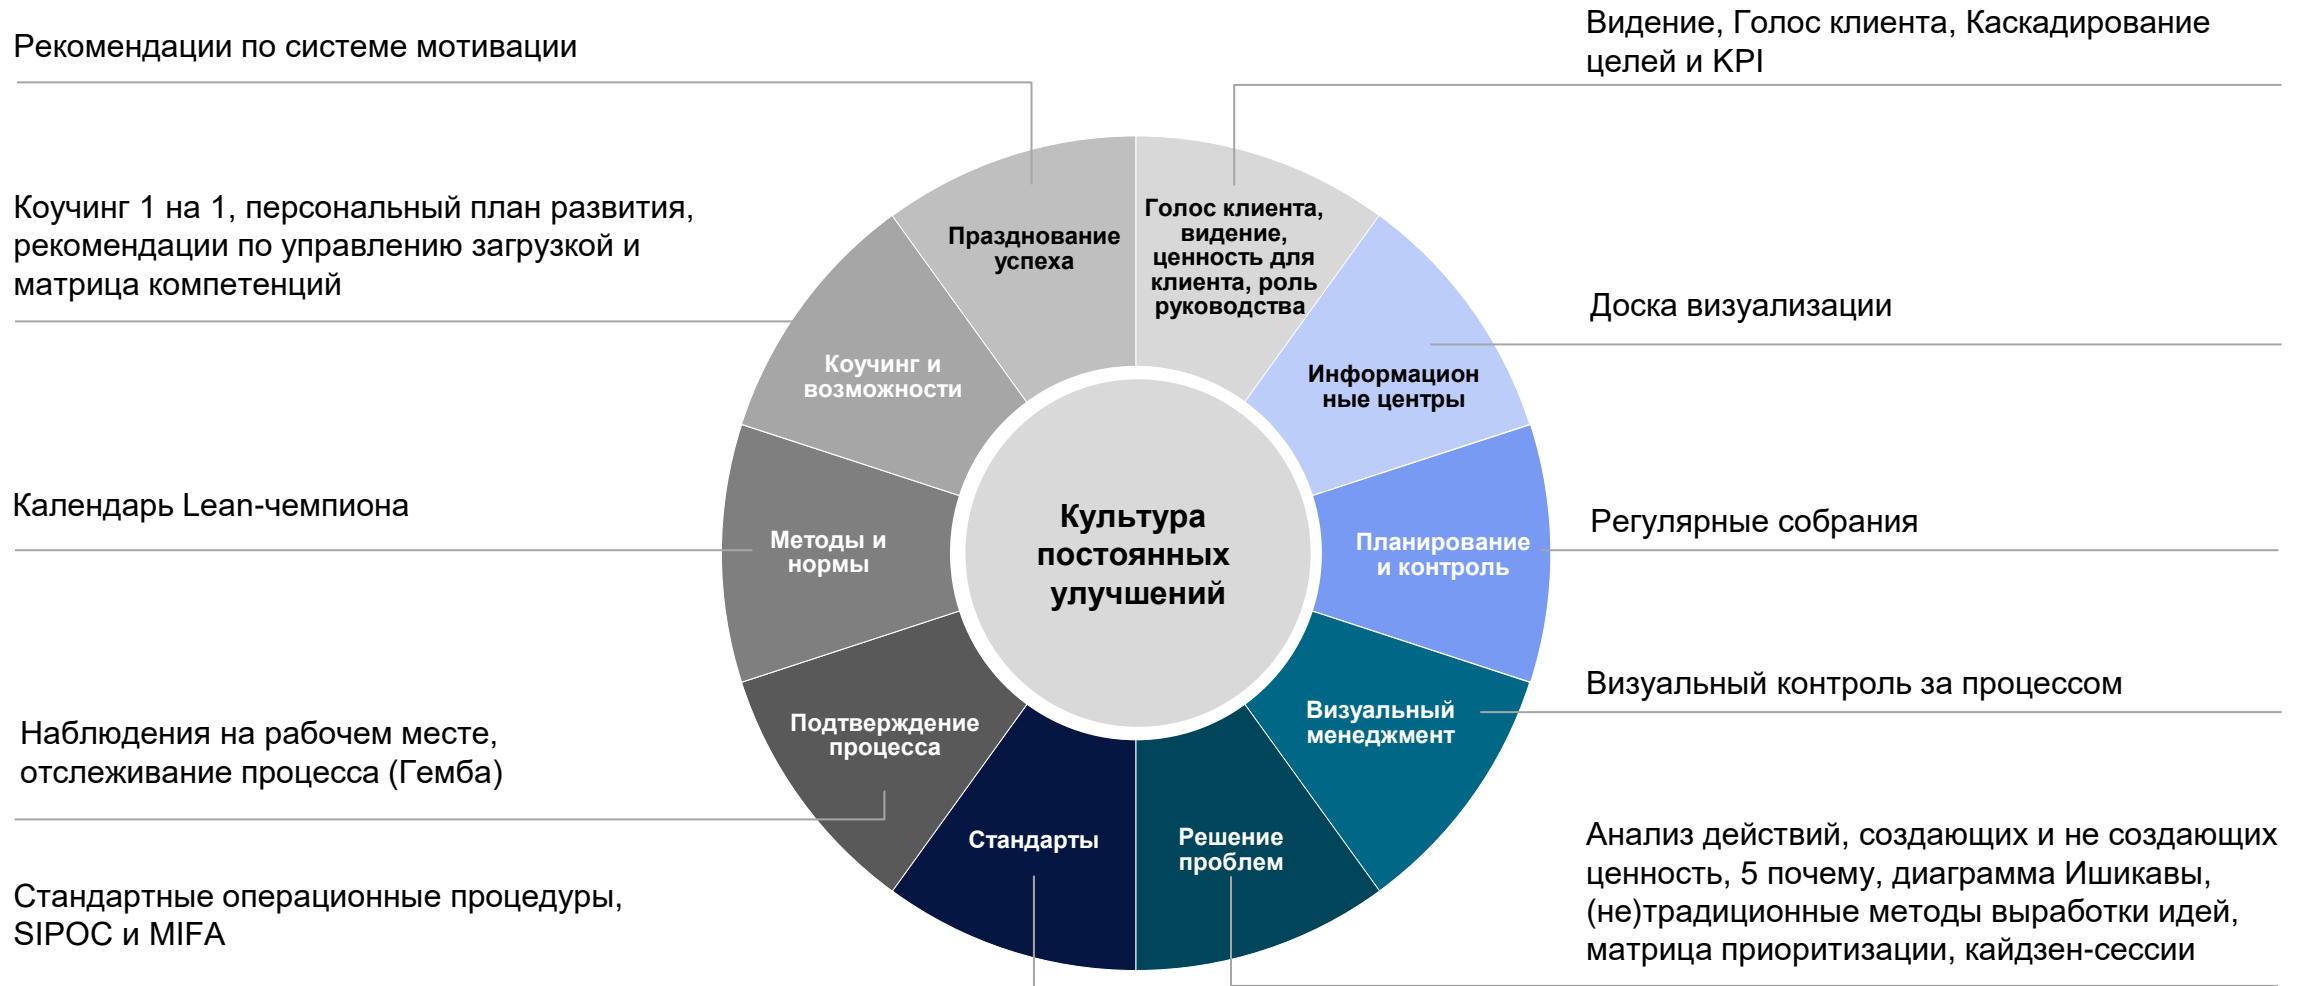 Рекомендации по системе мотивации
Видение, Голос клиента, Каскадирование
целей и KPI
Коучинг 1 на 1, персональный план развития,
рекомендации по управлению загрузкой и
матрица компетенций
Празднование
успеха
Голос клиента,
видение,
ценность для
клиента, роль
руководства
Доска визуализации
Коучинг и
возможности
Информацион
ные центры
Календарь Lean-чемпиона
Методы и
нормы
Культура
постоянных
улучшений
Планирование
и контроль
Регулярные собрания
Наблюдения на рабочем месте,
отслеживание процесса (Гемба)
Подтверждение
процесса
Визуальный
менеджмент
Визуальный контроль за процессом
Стандартные операционные процедуры,
SIPOC и MIFA
Стандарты
Решение
проблем
Анализ действий, создающих и не создающих
ценность, 5 почему, диаграмма Ишикавы,
(не)традиционные методы выработки идей,
матрица приоритизации, кайдзен-сессии